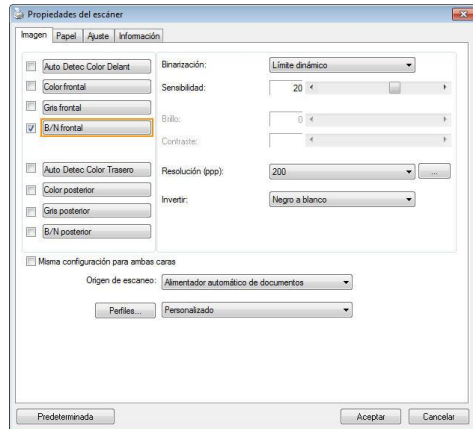 Propiedades del escáner
Imagen Papel Ajuste Información
Auto Detec Color Delant
Color frontal
Gris frontal
B/N frontal
Auto Detec Color Trasero
Color posterior
Gris posterior
B/N posterior
Binarización: Límite dinámico
Sensibilidad: 20
Brillo: 0
Contraste:
Resolución (ppp): 200 ...
Invertir: Negro a blanco
Misma configuración para ambas caras
Origen de escaneo: Alimentador automático de documentos
Perfiles... Personalizado
Predeterminada Aceptar Cancelar